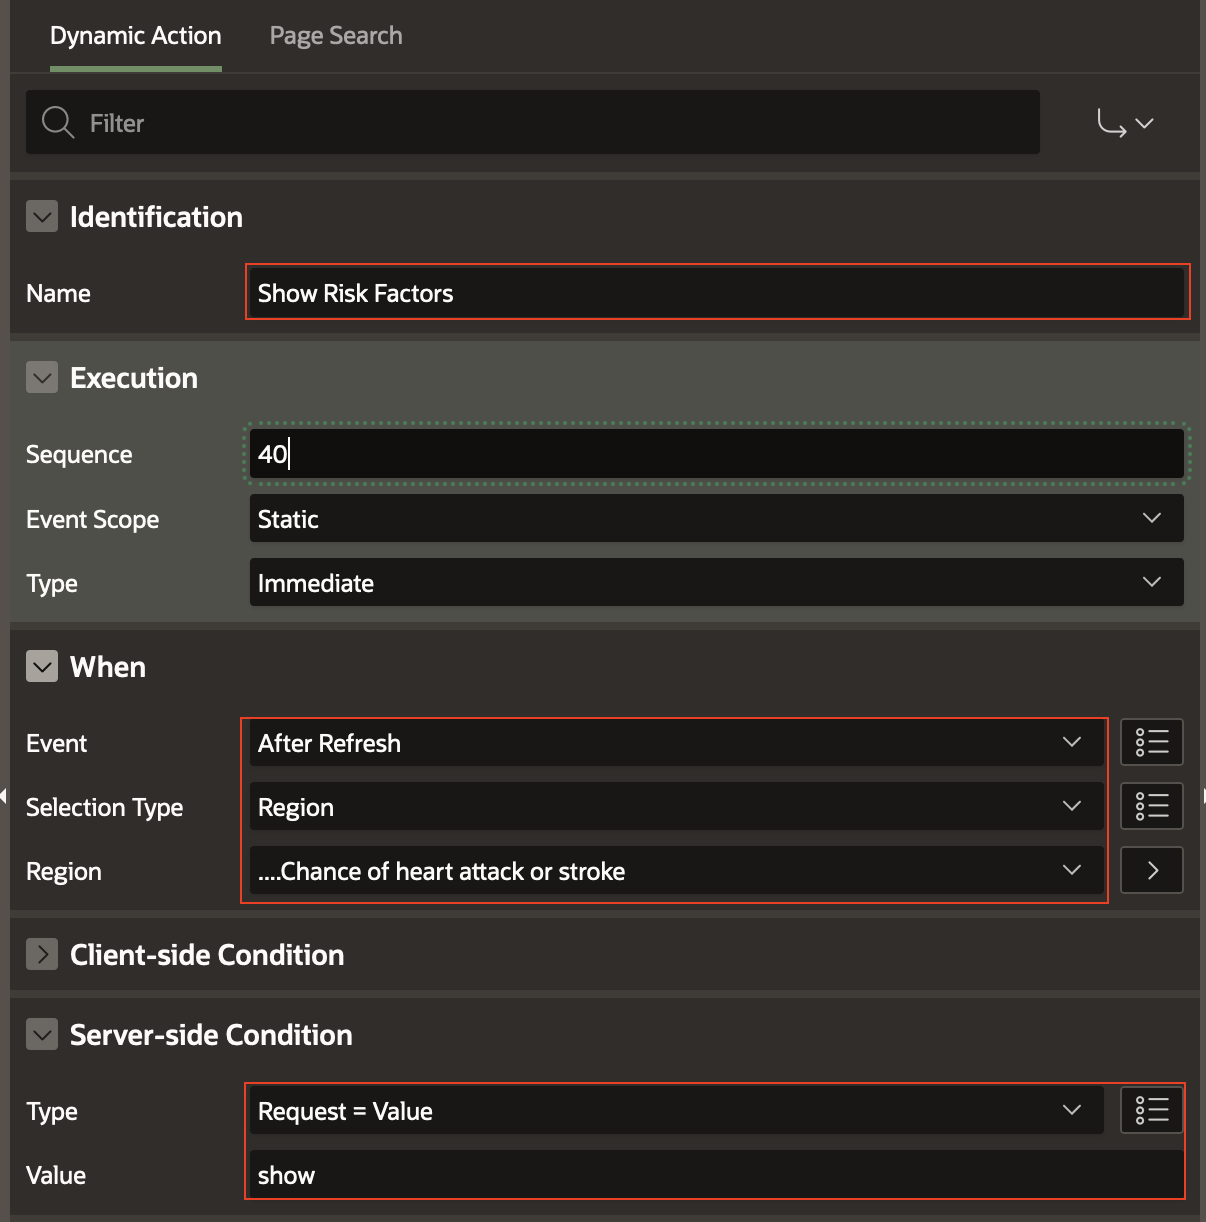 Dynamic Action Page Search
Filter
Identification
Name Show Risk Factors
Execution
Sequence 40
Event Scope Static
Type Immediate
When
Event After Refresh
Selection Type Region
Region ....Chance of heart attack or stroke
Client-side Condition
Server-side Condition
Type Request = Value
Value show